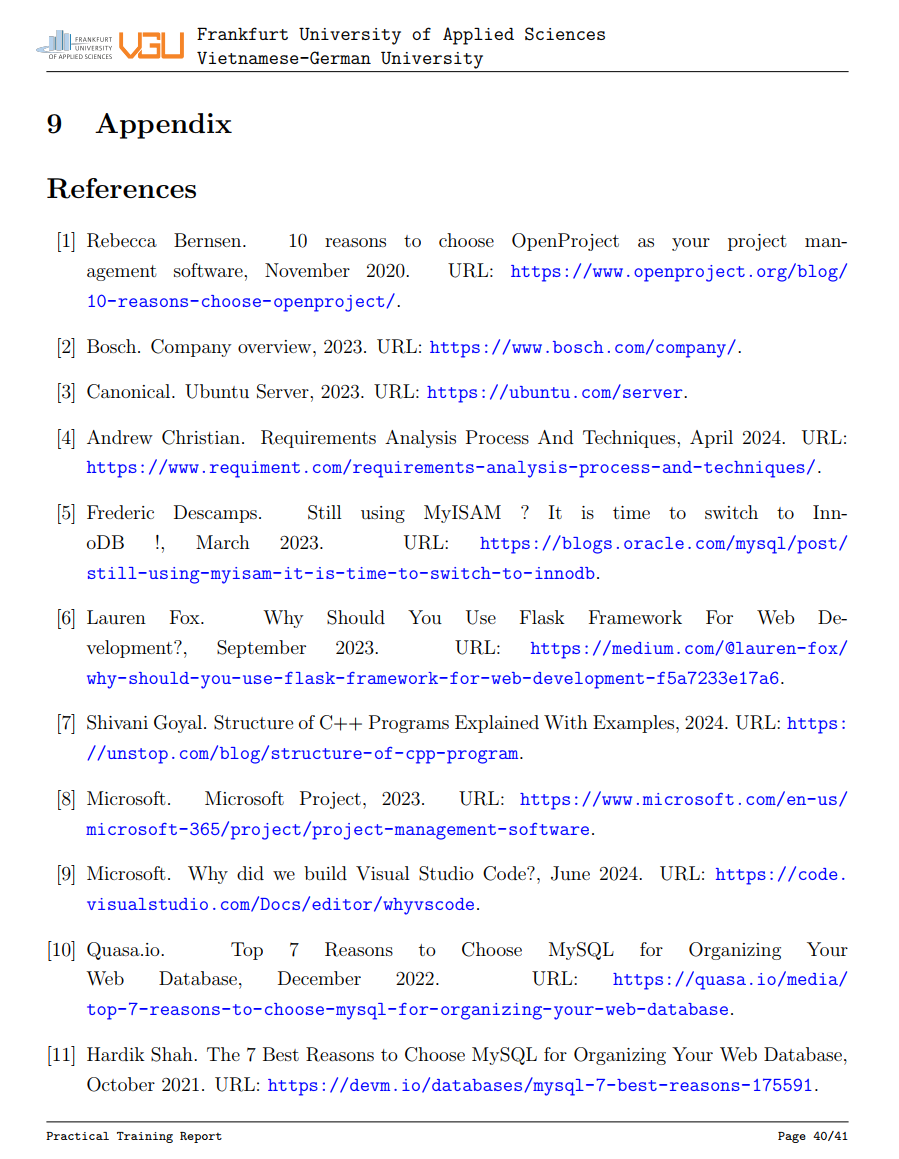 FRANKFURT
UNIVERSITY
OF APPLIED SCIENCES
VGU
Frankfurt University of Applied Sciences
Vietnamese-German University
9 Appendix
References
[1] Rebecca Bernsen. 10 reasons to choose OpenProject as your project man-
agement software, November 2020. URL: https://www.openproject.org/blog/
10-reasons-choose-openproject/.
[2] Bosch. Company overview, 2023. URL: https://www.bosch.com/company/.
[3] Canonical. Ubuntu Server, 2023. URL: https://ubuntu.com/server.
[4] Andrew Christian. Requirements Analysis Process And Techniques, April 2024. URL:
https://www.requiment.com/requirements-analysis-process-and-techniques/.
[5] Frederic Descamps. Still using MyISAM ? It is time to switch to Inn-
oDB !, March 2023. URL: https://blogs.oracle.com/mysql/post/
still-using-myisam-it-is-time-to-switch-to-innodb.
[6] Lauren Fox. Why Should You Use Flask Framework For Web De-
velopment?, September 2023. URL: https://medium.com/@lauren-fox/
why-should-you-use-flask-framework-for-web-development-f5a7233e17a6.
[7] Shivani Goyal. Structure of C++ Programs Explained With Examples, 2024. URL: https:
//unstop.com/blog/structure-of-cpp-program.
[8] Microsoft. Microsoft Project, 2023. URL: https://www.microsoft.com/en-us/
microsoft-365/project/project-management-software.
[9] Microsoft. Why did we build Visual Studio Code?, June 2024. URL: https://code.
visualstudio.com/Docs/editor/whyvscode.
[10] Quasa.io. Top 7 Reasons to Choose MySQL for Organizing Your
Web Database, December 2022. URL: https://quasa.io/media/
top-7-reasons-to-choose-mysql-for-organizing-your-web-database.
[11] Hardik Shah. The 7 Best Reasons to Choose MySQL for Organizing Your Web Database,
October 2021. URL: https://devm.io/databases/mysql-7-best-reasons-175591.
Practical Training Report
Page 40/41